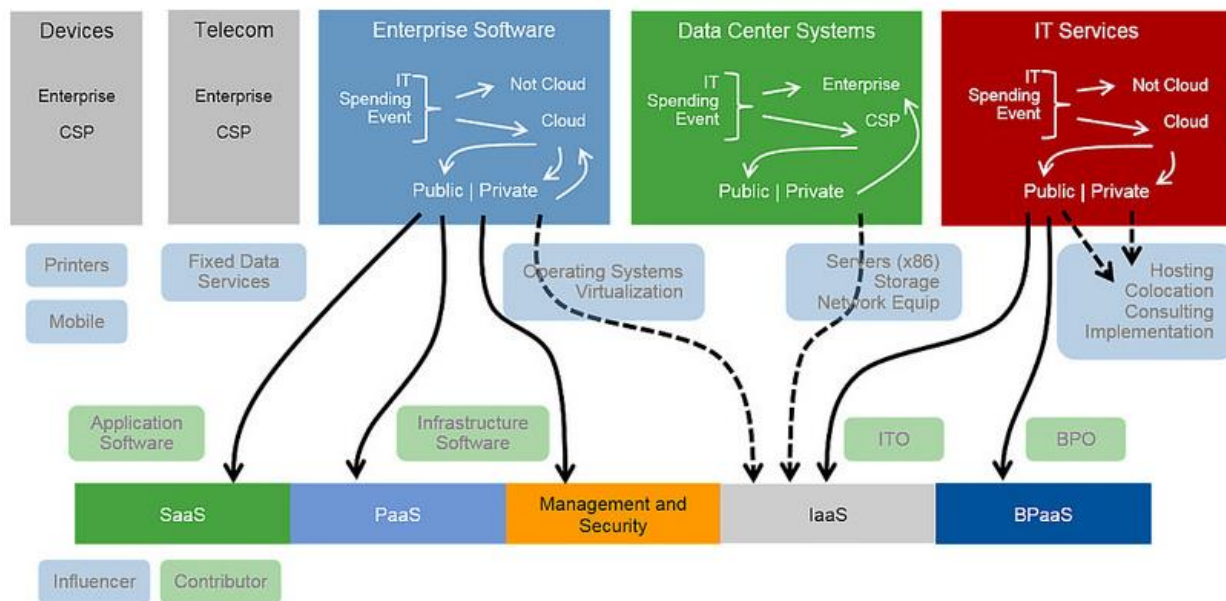 Devices
Enterprise
CSP
Telecom
Enterprise
CSP
Enterprise Software
IT
Spending
Event
Not Cloud
Cloud
Public | Private
Data Center Systems
IT
Spending
Event
Enterprise
CSP
Public | Private
IT Services
IT
Spending
Event
Not Cloud
Cloud
Public | Private
Printers
Mobile
Fixed Data
Services
Operating Systems
Virtualization
Servers (x86)
Storage
Network Equip
Hosting
Colocation
Consulting
Implementation
Application
Software
Infrastructure
Software
ITO
BPO
SaaS
PaaS
Management and
Security
IaaS
BPaaS
Influencer
Contributor